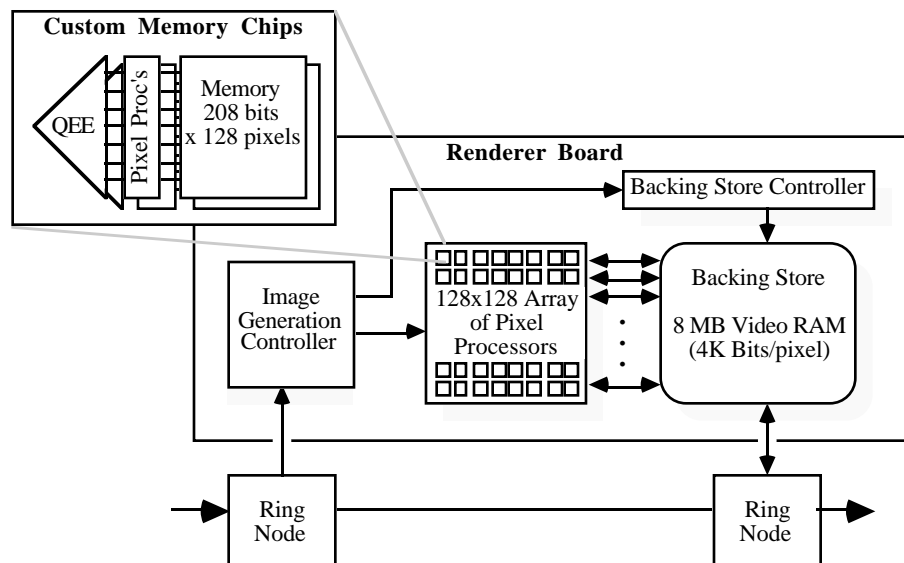 Custom Memory Chips
QEE
Pixel Proc's
Memory
208 bits
x 128 pixels
Renderer Board
Backing Store Controller
Image
Generation
Controller
128x128 Array
of Pixel
Processors
Backing Store
8 MB Video RAM
(4K Bits/pixel)
Ring
Node
Ring
Node